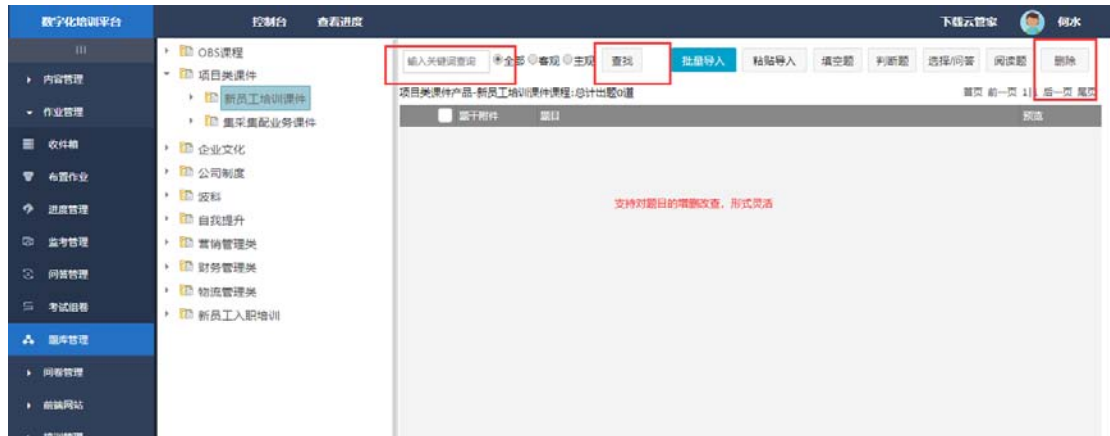 数字化培训平台 控制台 查看进度 下载云管家 何水
内容管理
作业管理
收件箱
布置作业
进度管理
监考管理
问答管理
考试组卷
题库管理
问卷管理
前端网站
培训管理
OBS课程
项目类课件
新员工培训课件
集采集配业务课件
企业文化
公司制度
波科
自我提升
营销管理类
财务管理类
物流管理类
新员工入职培训
输入关键词查询 全部 客观 主观 查找 批量导入 粘贴导入 填空题 判断题 选择/问答 阅读题 删除
项目类课件产品-新员工培训课件课程:总计出题0道 首页 前一页 1|1 后一页 尾页
题干附件 题目 预览
支持对题目的增删改查，形式灵活